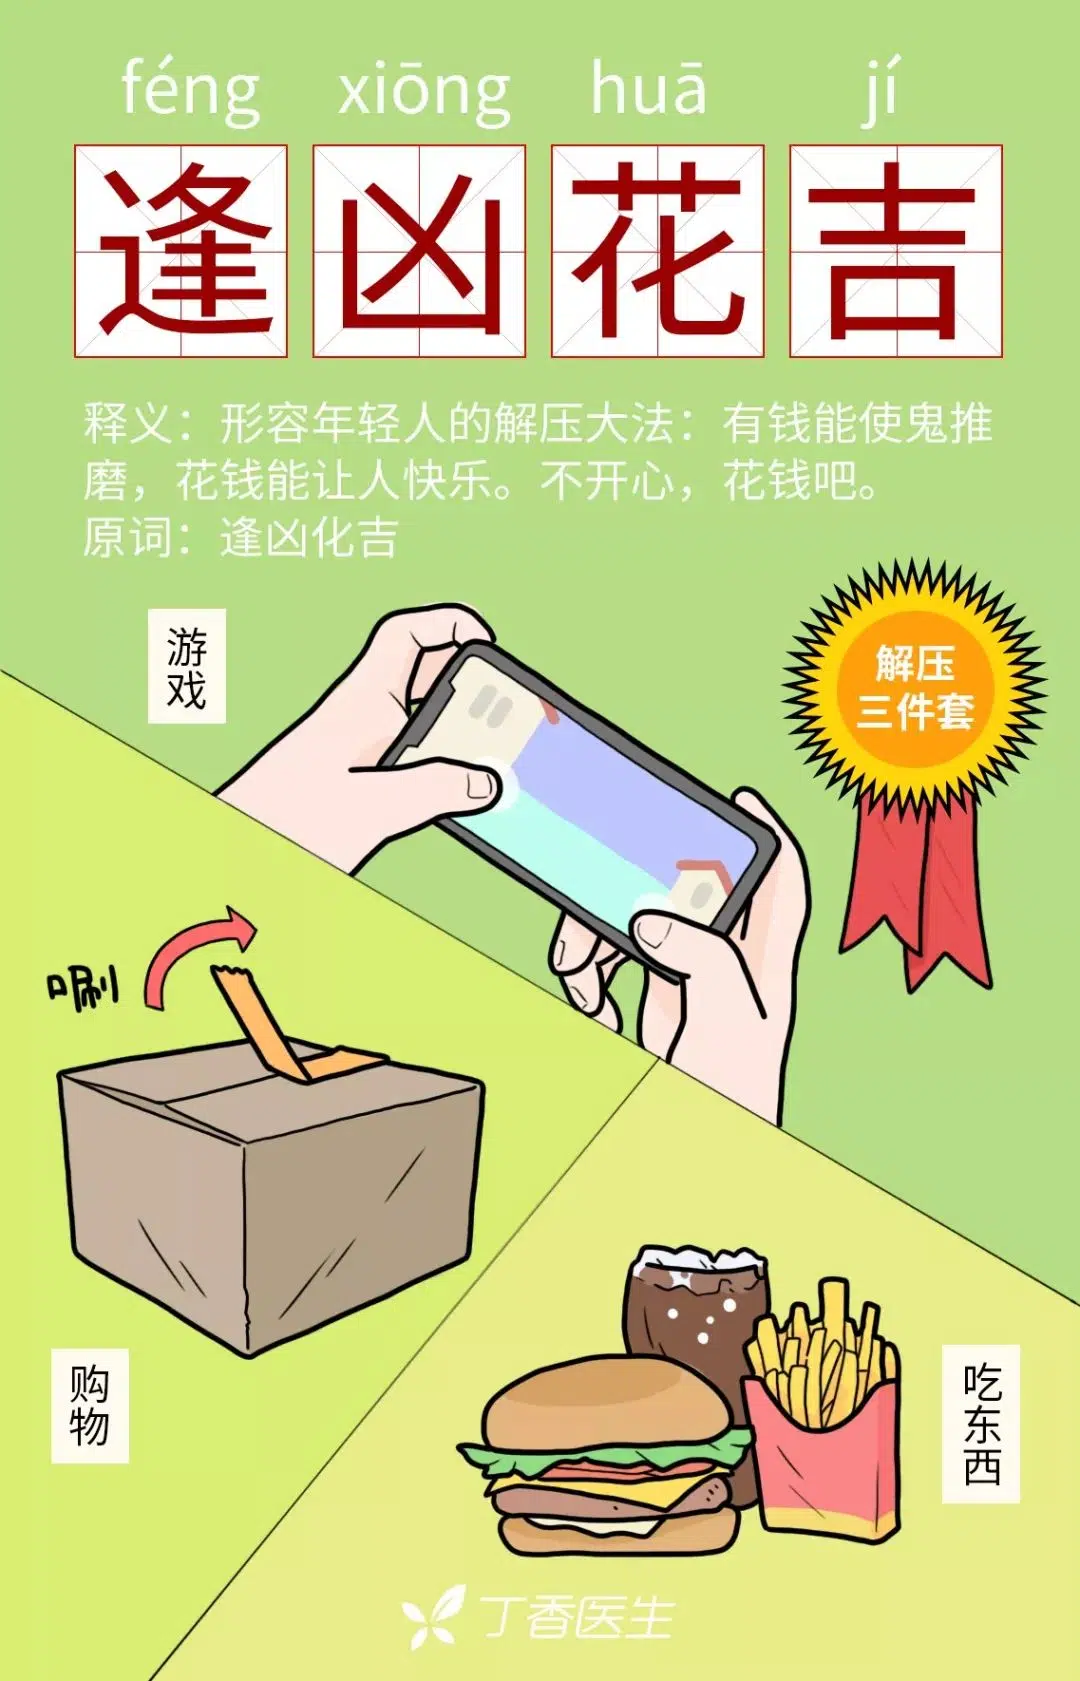 féng xiōng huā jí
逢凶花吉
释义：形容年轻人的解压大法：有钱能使鬼推
磨，花钱能让人快乐。不开心，花钱吧。
原词：逢凶化吉
游戏
解压
三件套
唰
购物
吃东西
丁香医生